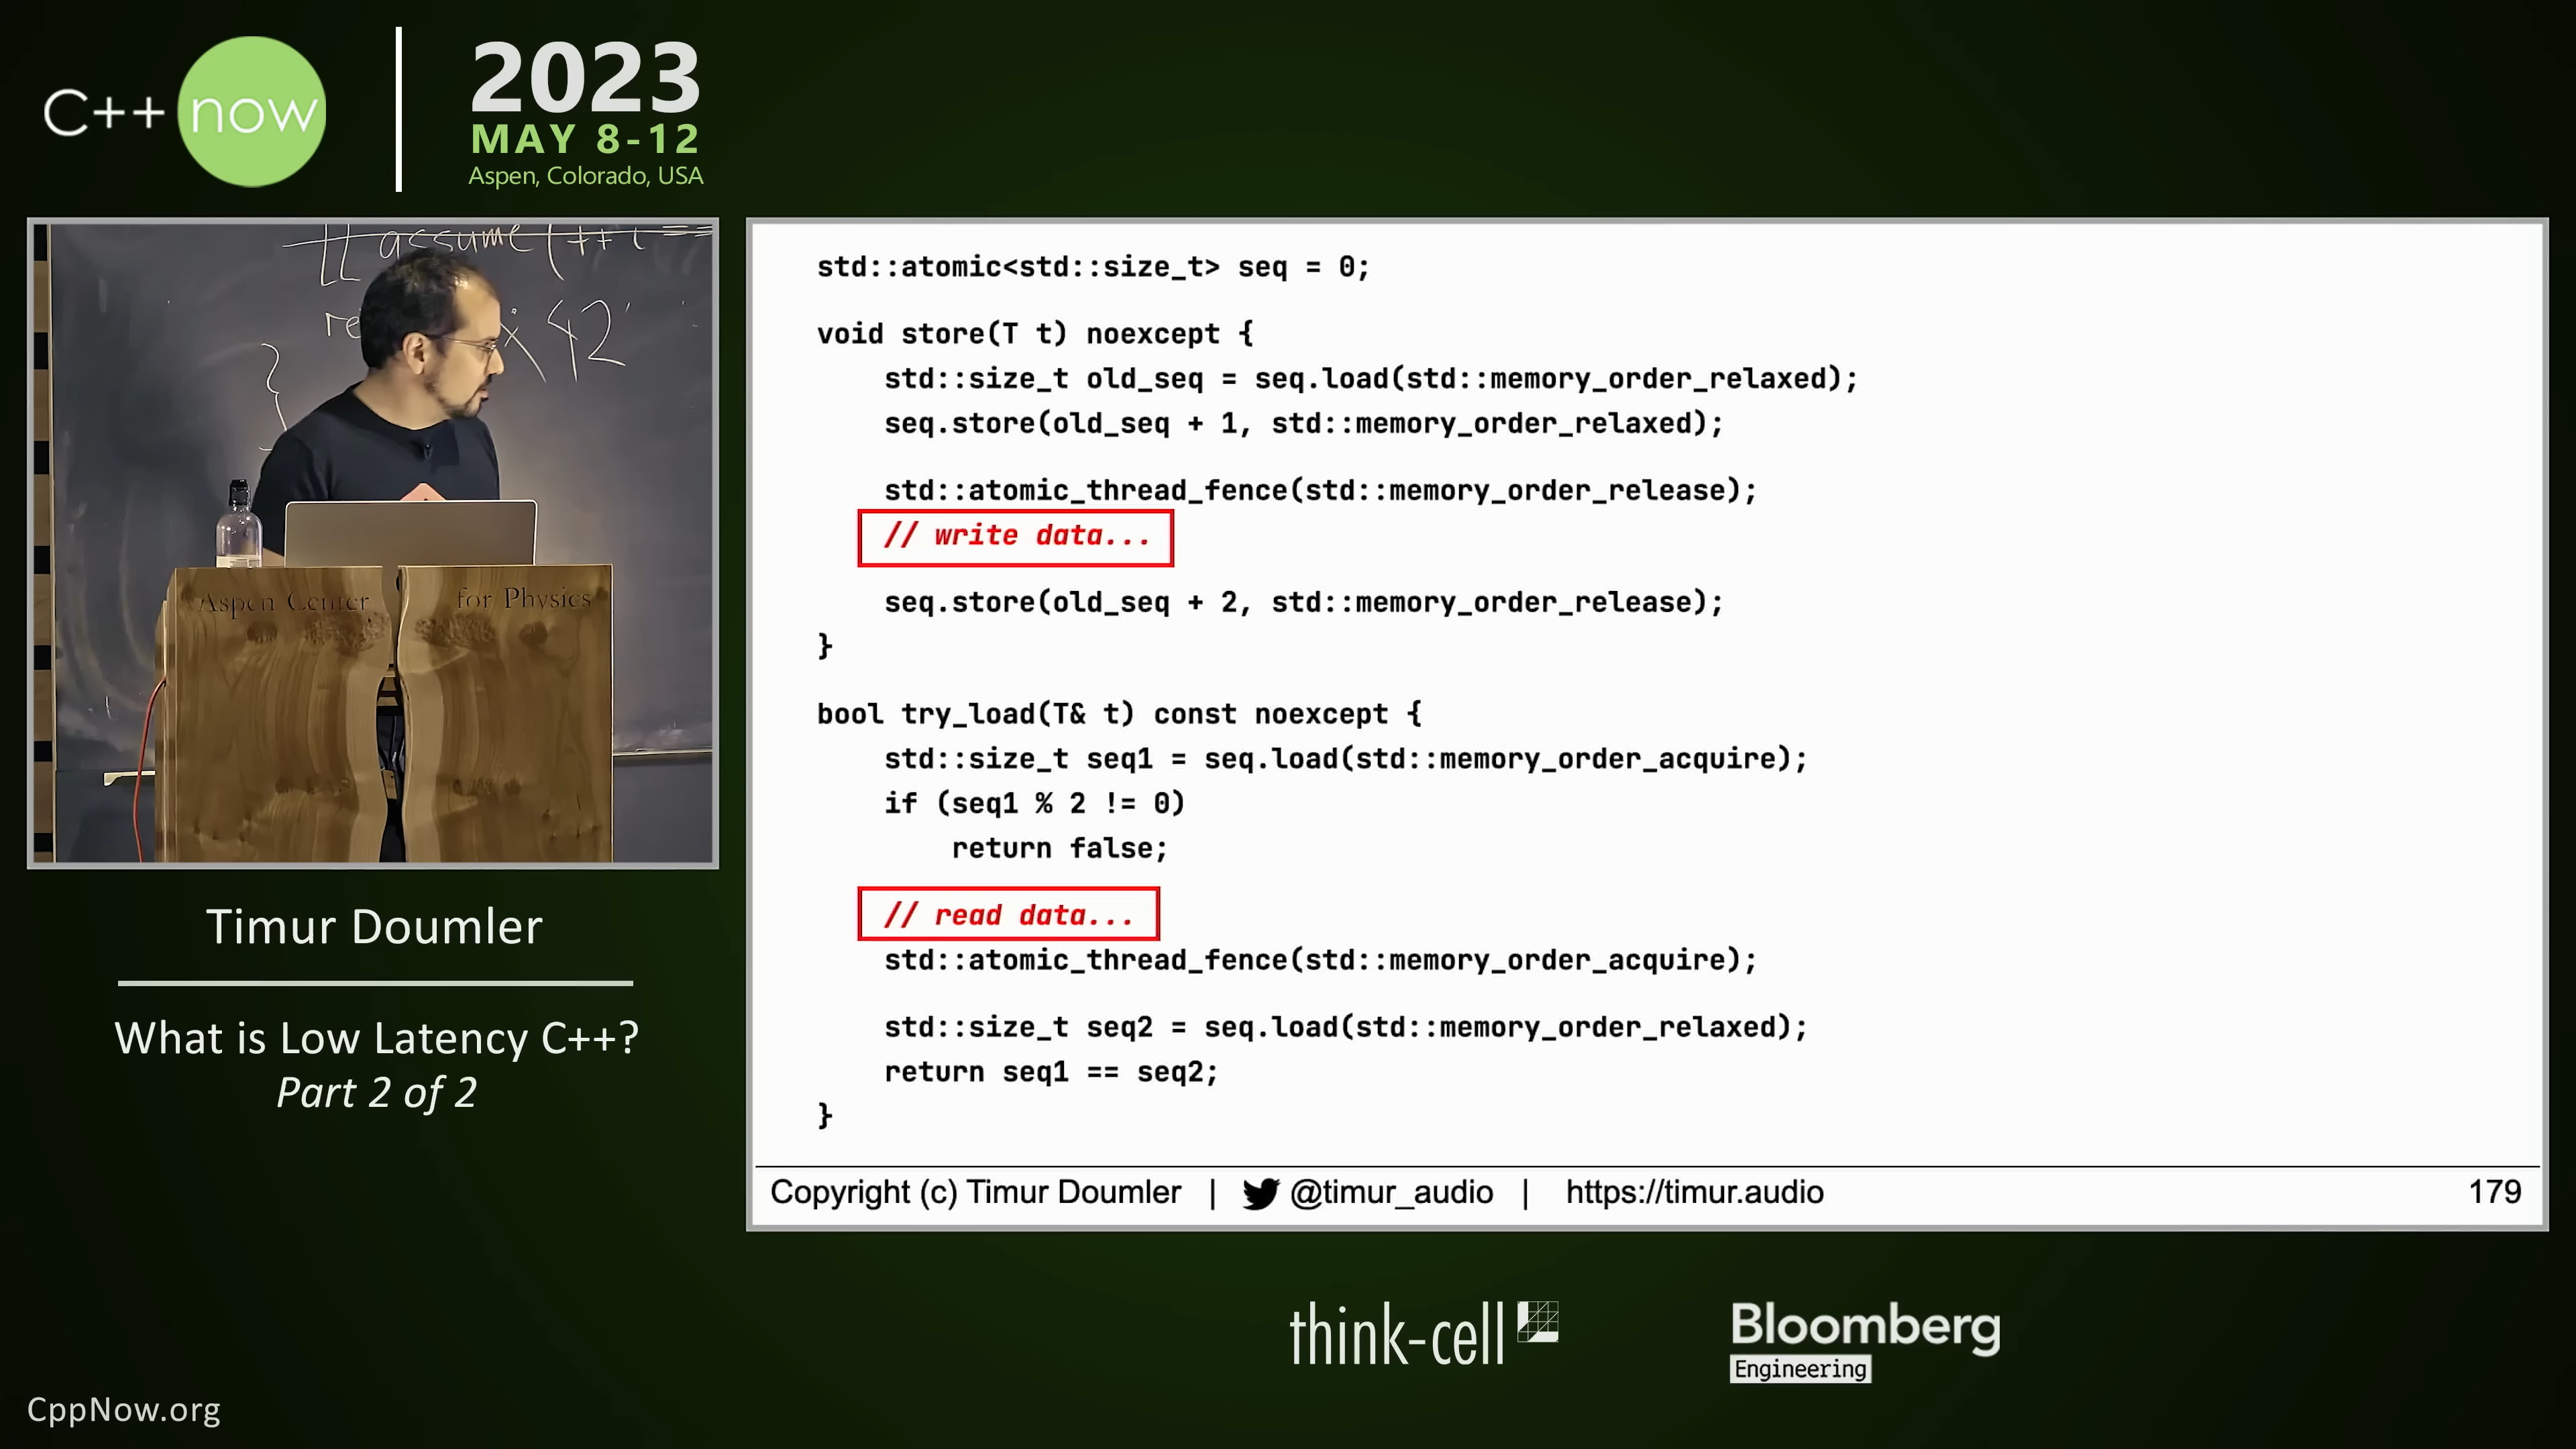 C++ now
2023
MAY 8-12
Aspen, Colorado, USA
[[ assume (++
x 42
}
Aspen Center for Physics
Timur Doumler
What is Low Latency C++?
Part 2 of 2
std::atomic<std::size_t> seq = 0;
void store(T t) noexcept {
std::size_t old_seq = seq.load(std::memory_order_relaxed);
seq.store(old_seq + 1, std::memory_order_relaxed);
std::atomic_thread_fence(std::memory_order_release);
// write data...
seq.store(old_seq + 2, std::memory_order_release);
}
bool try_load(T& t) const noexcept {
std::size_t seq1 = seq.load(std::memory_order_acquire);
if (seq1 % 2 != 0)
return false;
// read data...
std::atomic_thread_fence(std::memory_order_acquire);
std::size_t seq2 = seq.load(std::memory_order_relaxed);
return seq1 == seq2;
}
Copyright (c) Timur Doumler | @timur_audio | https://timur.audio 179
think-cell
Bloomberg
Engineering
CppNow.org